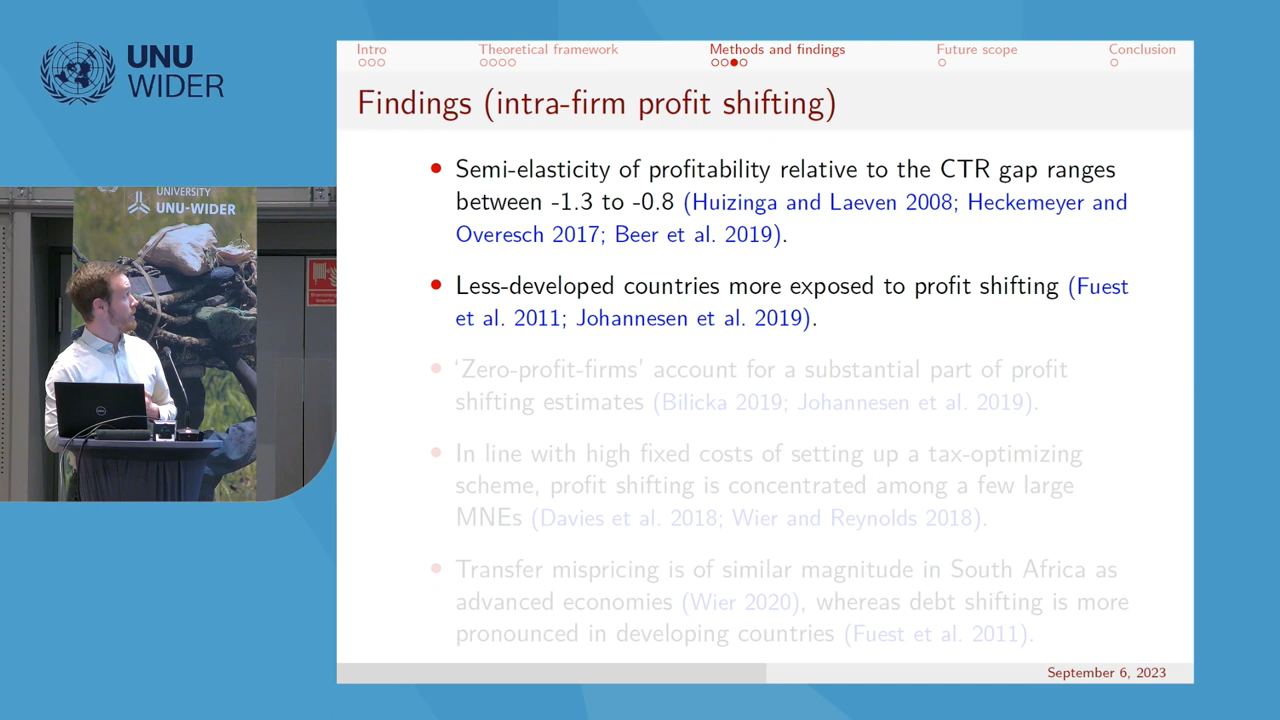 UNU
WIDER
Intro
Theoretical framework
Methods and findings
Future scope
Conclusion
Findings (intra-firm profit shifting)
Semi-elasticity of profitability relative to the CTR gap ranges
between -1.3 to -0.8 (Huizinga and Laeven 2008; Heckemeyer and
Overesch 2017; Beer et al. 2019).
Less-developed countries more exposed to profit shifting (Fuest
et al. 2011; Johannesen et al. 2019).
‘Zero-profit-firms’ account for a substantial part of profit
shifting estimates (Bilicka 2019; Johannesen et al. 2019).
In line with high fixed costs of setting up a tax-optimizing
scheme, profit shifting is concentrated among a few large
MNEs (Davies et al. 2018; Wier and Reynolds 2018).
Transfer mispricing is of similar magnitude in South Africa as
advanced economies (Wier 2020), whereas debt shifting is more
pronounced in developing countries (Fuest et al. 2011).
September 6, 2023
UNIVERSITY
UNU-WIDER
DELL